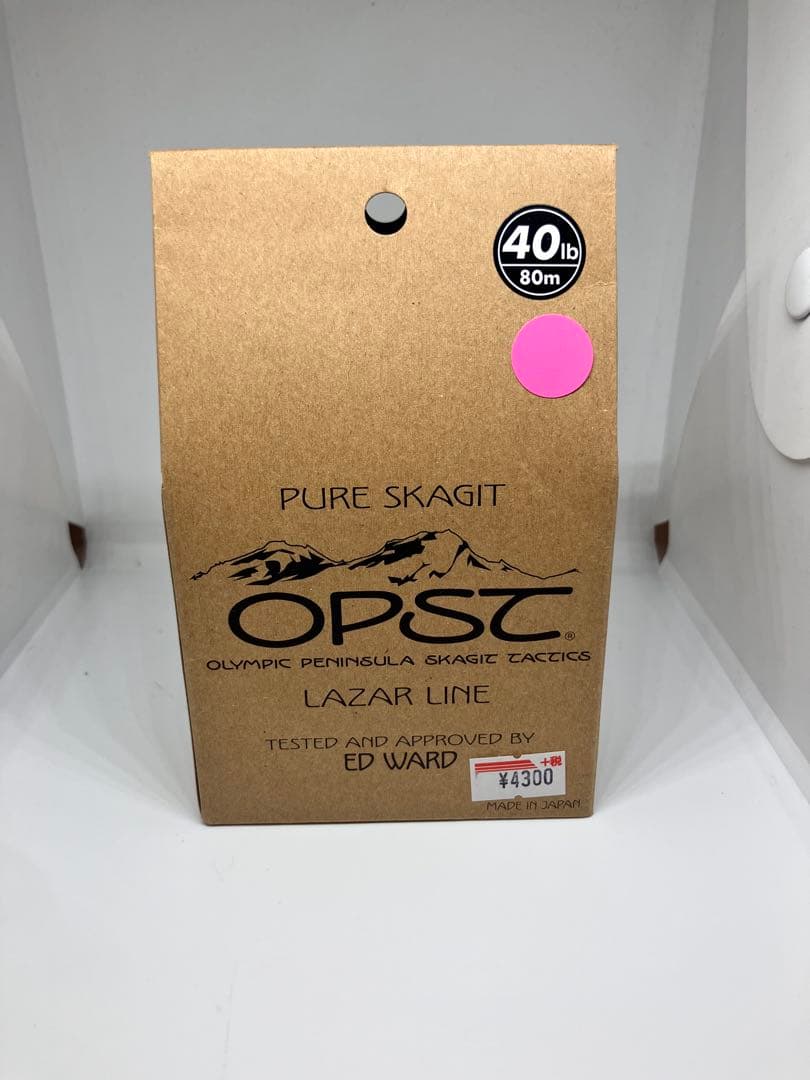 40lb
80m
PURE SKAGIT
OPST®
OLYMPIC PENINSULA SKAGIT TACTICS
LAZAR LINE
TESTED AND APPROVED BY
ED WARD
+税
¥4300
MADE IN JAPAN